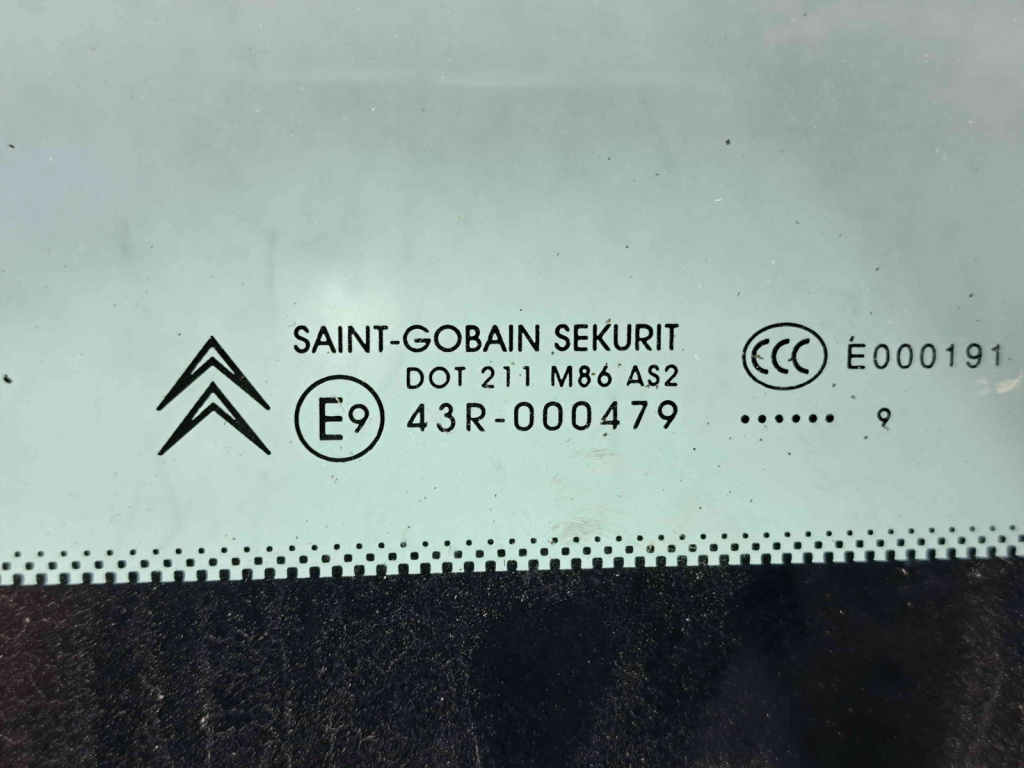 SAINT-GOBAIN SEKURIT
DOT 211 M86 AS2
E9 43R-000479
CCC E000191
...... 9